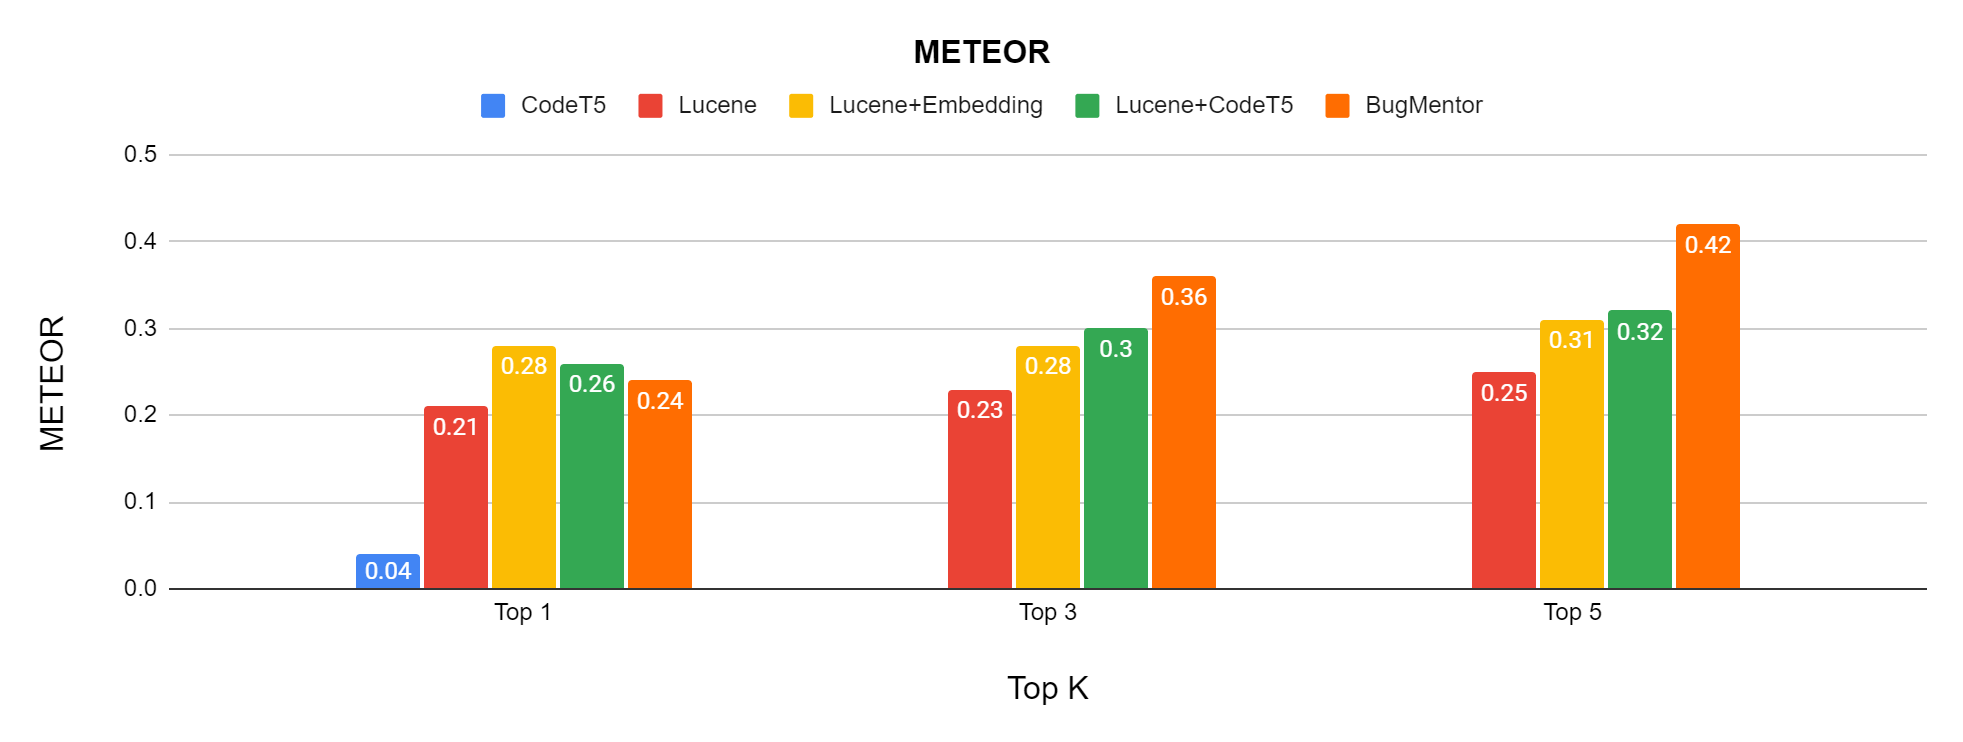 METEOR
CodeT5 Lucene Lucene+Embedding Lucene+CodeT5 BugMentor
0.5
0.4
0.3
0.2
0.1
0.0
METEOR
0.04 0.21 0.28 0.26 0.24
0.23 0.28 0.3 0.36
0.25 0.31 0.32 0.42
Top 1 Top 3 Top 5
Top K